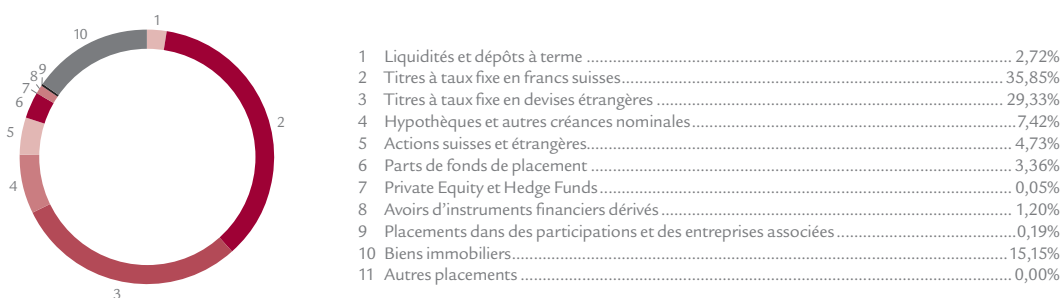 1
2
3
4
5
6
7
8
9
10
1 Liquidités et dépôts à terme 2,72%
2 Titres à taux fixe en francs suisses 35,85%
3 Titres à taux fixe en devises étrangères 29,33%
4 Hypothèques et autres créances nominales 7,42%
5 Actions suisses et étrangères 4,73%
6 Parts de fonds de placement 3,36%
7 Private Equity et Hedge Funds 0,05%
8 Avoirs d’instruments financiers dérivés 1,20%
9 Placements dans des participations et des entreprises associées 0,19%
10 Biens immobiliers 15,15%
11 Autres placements 0,00%